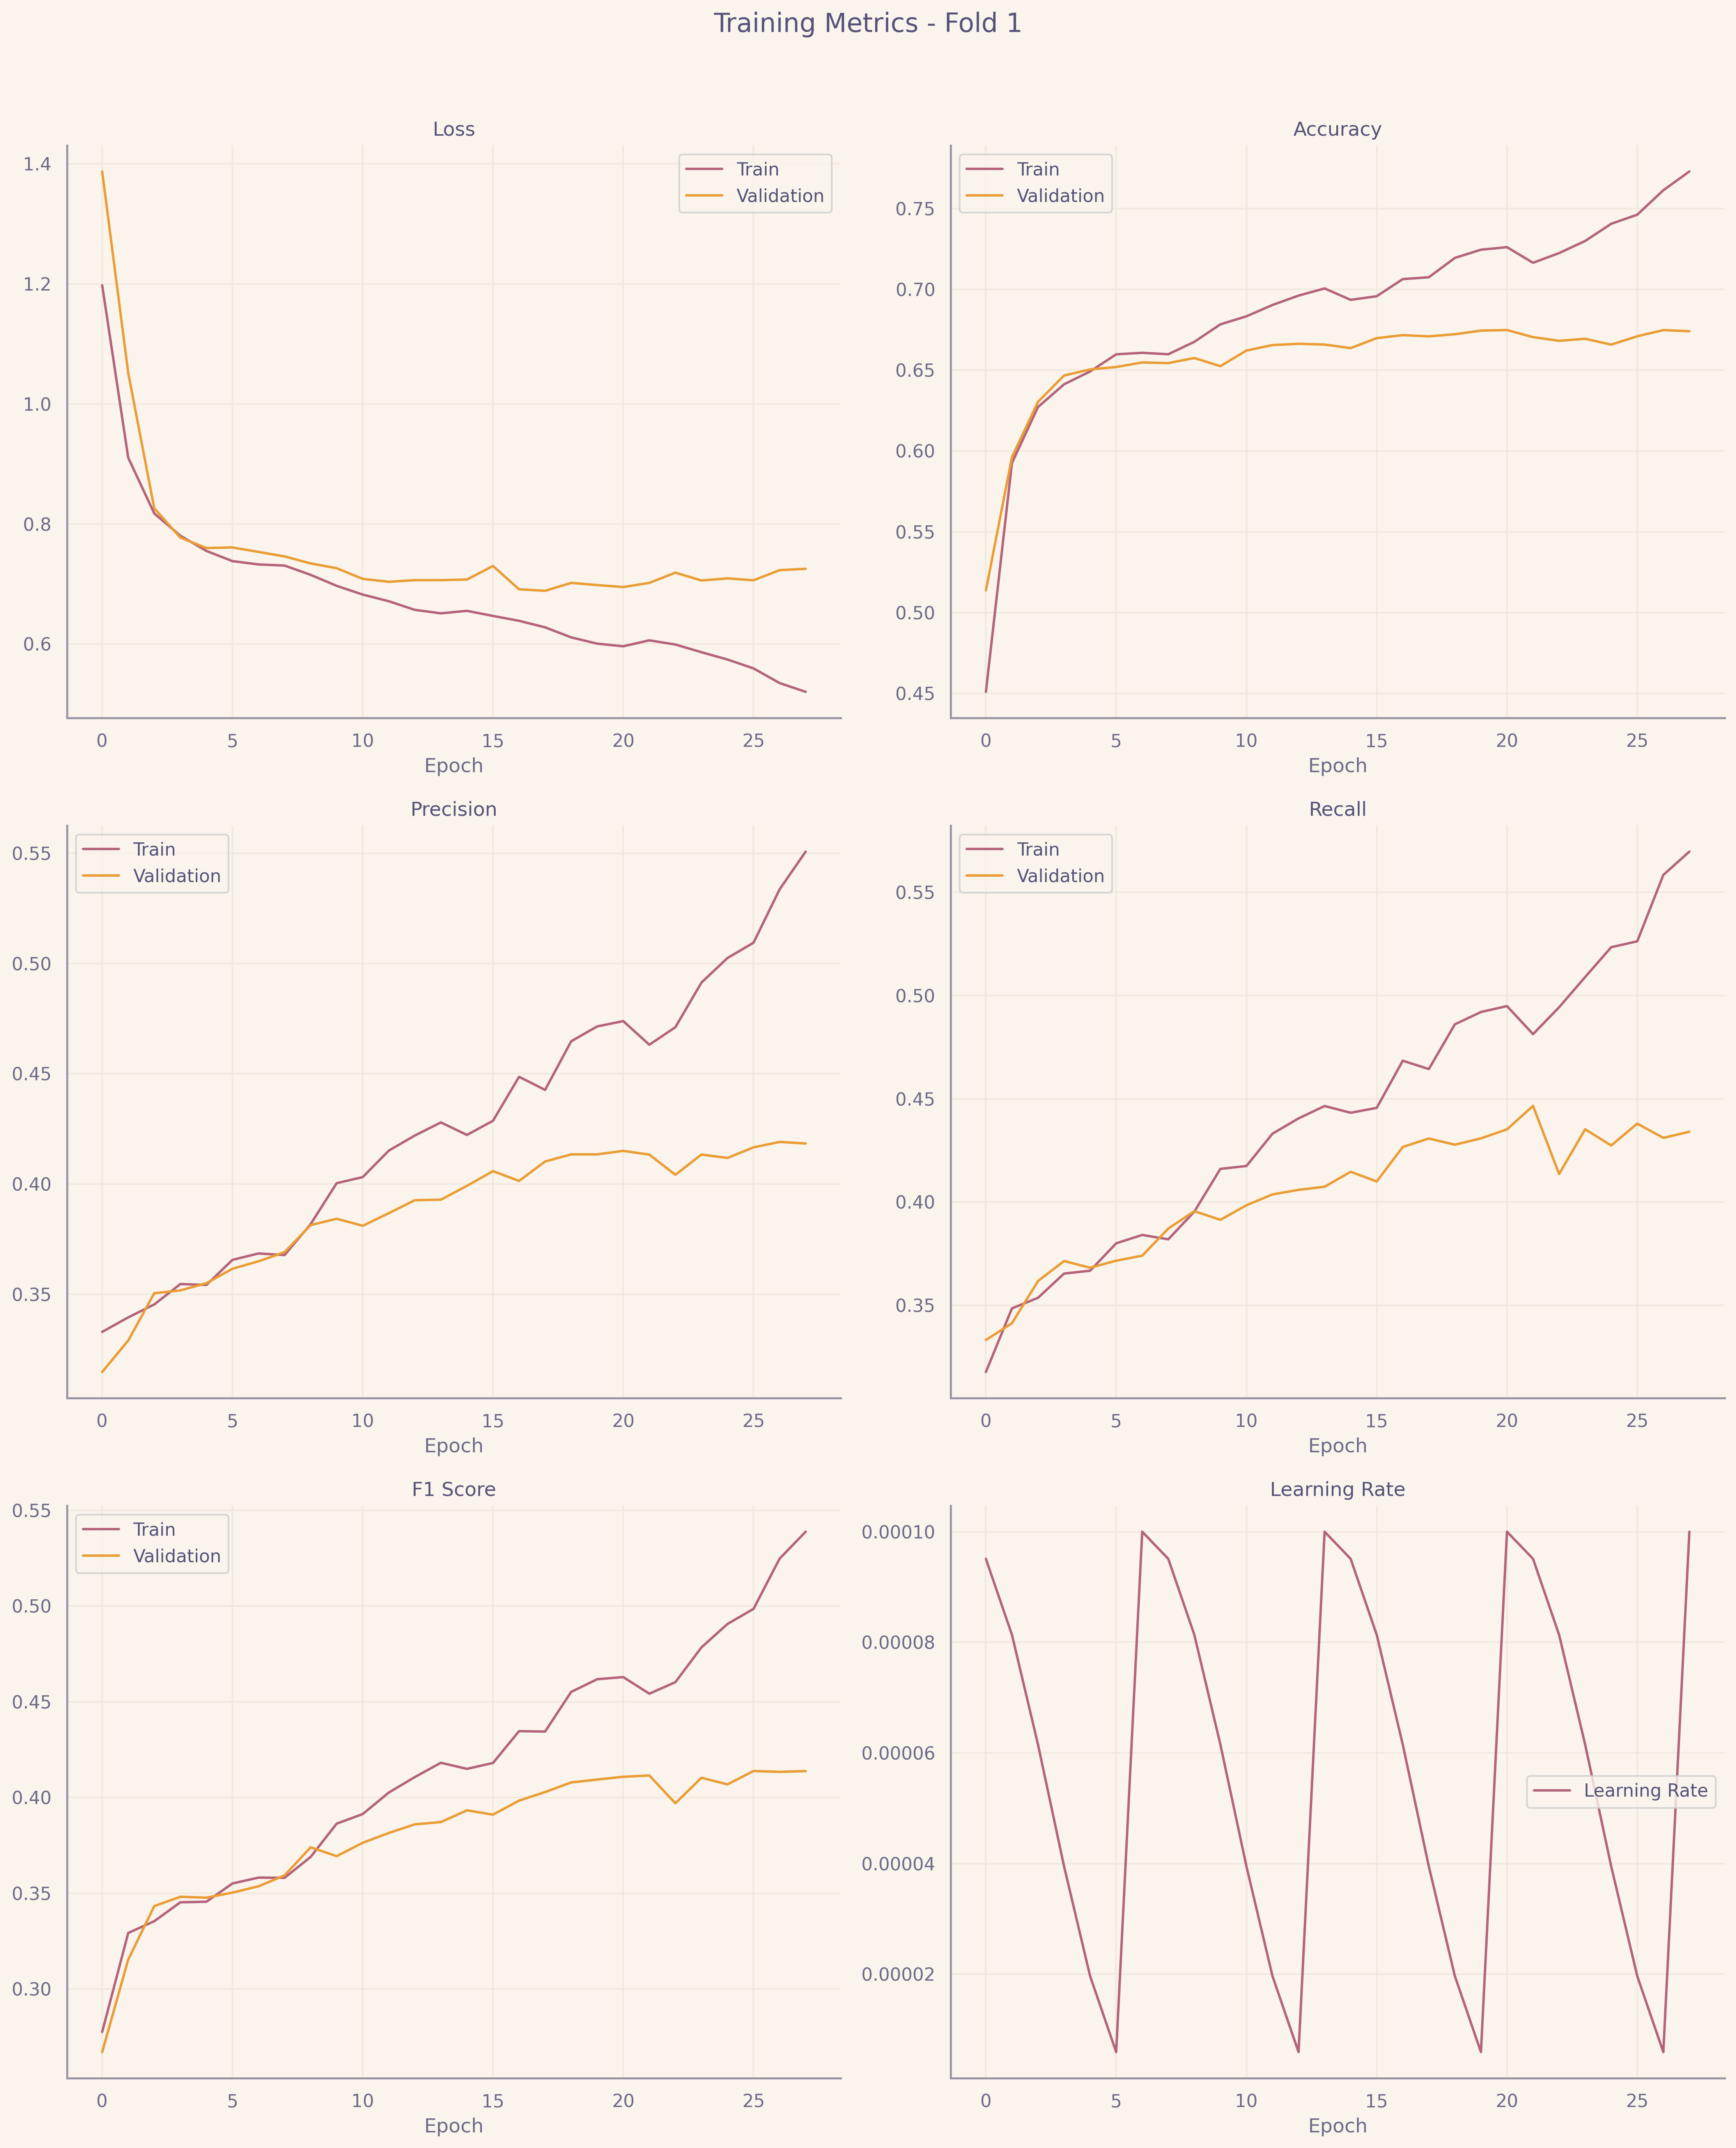 Training Metrics - Fold 1
Loss
1.4
1.2
1.0
0.8
0.6
Train
Validation
0
5
10
15
20
25
Epoch
Accuracy
0.75
0.70
0.65
0.60
0.55
0.50
0.45
Train
Validation
0
5
10
15
20
25
Epoch
Precision
0.55
0.50
0.45
0.40
0.35
Train
Validation
0
5
10
15
20
25
Epoch
Recall
0.55
0.50
0.45
0.40
0.35
Train
Validation
0
5
10
15
20
25
Epoch
F1 Score
0.55
0.50
0.45
0.40
0.35
0.30
Train
Validation
0
5
10
15
20
25
Epoch
Learning Rate
0.00010
0.00008
0.00006
0.00004
0.00002
Learning Rate
0
5
10
15
20
25
Epoch